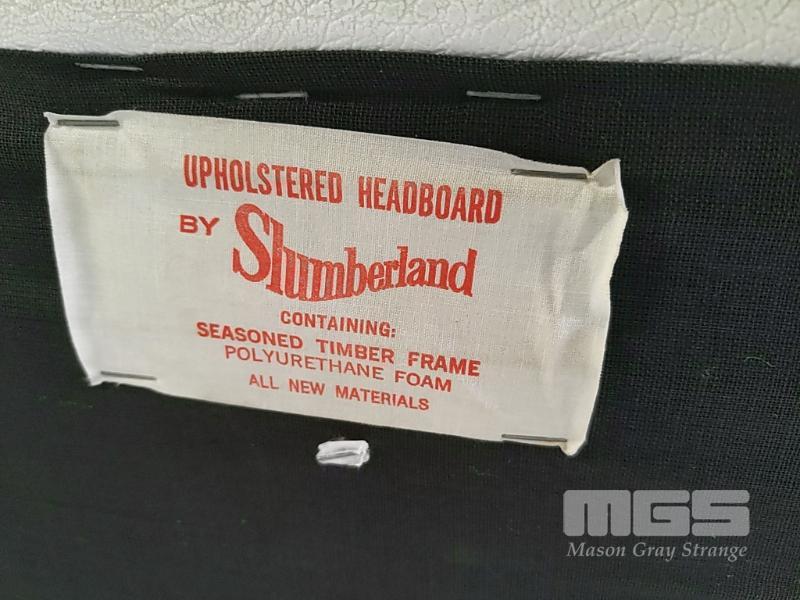 UPHOLSTERED HEADBOARD
BY Slumberland
CONTAINING:
SEASONED TIMBER FRAME
POLYURETHANE FOAM
ALL NEW MATERIALS
MGS
Mason Gray Strange